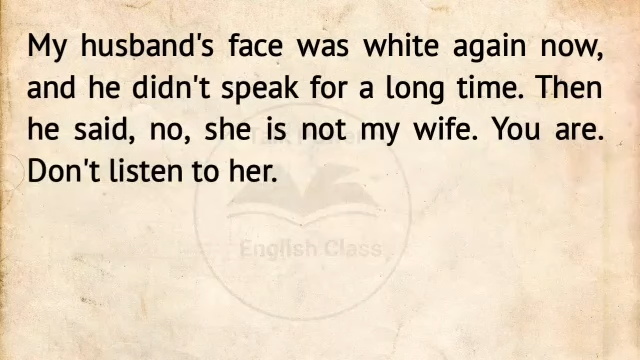 My husband's face was white again now,
and he didn't speak for a long time. Then
he said, no, she is not my wife. You are.
Don't listen to her.
English Class